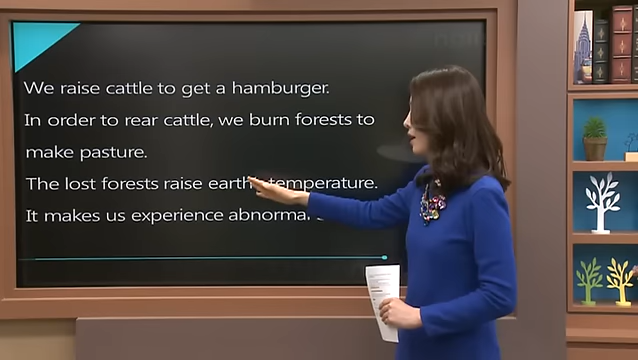 We raise cattle to get a hamburger.
In order to rear cattle, we burn forests to
make pasture.
The lost forests raise earth temperature.
It makes us experience abnormal